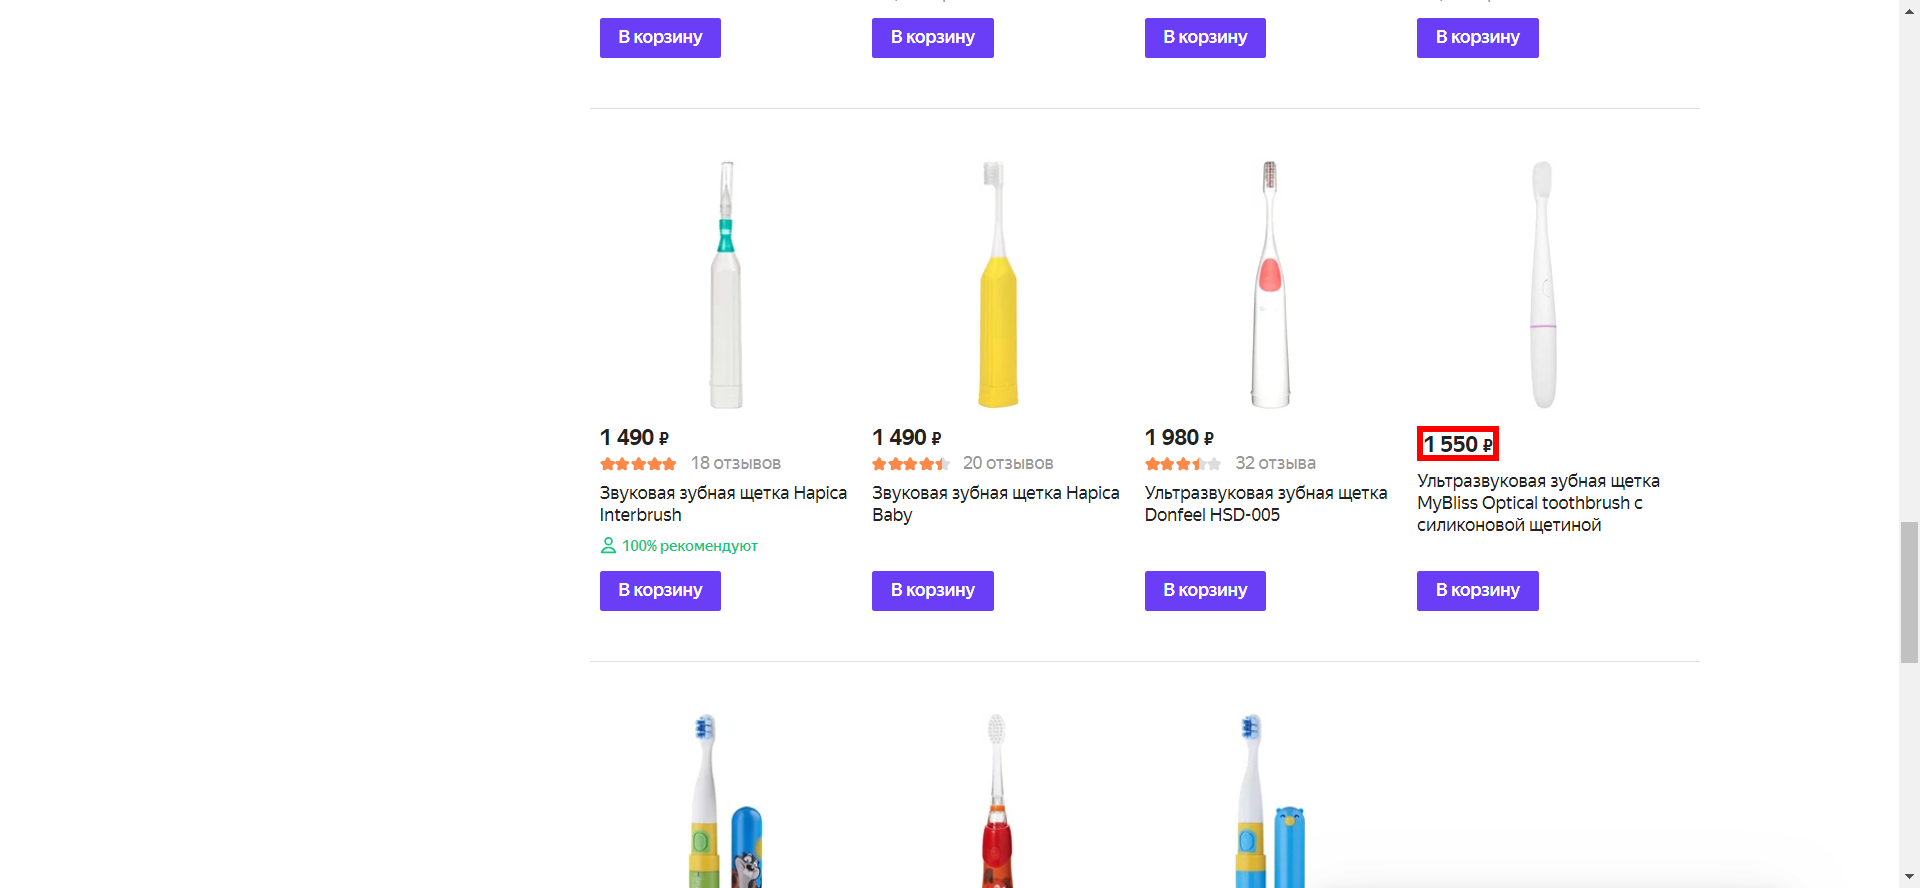 В корзину В корзину В корзину В корзину
1 490 ₽ 1 490 ₽ 1 980 ₽ 1 550 ₽
18 отзывов 20 отзывов 32 отзыва
Звуковая зубная щетка Hapica
Interbrush
Звуковая зубная щетка Hapica
Baby
Ультразвуковая зубная щетка
Donfeel HSD-005
Ультразвуковая зубная щетка
MyBliss Optical toothbrush с
силиконовой щетиной
100% рекомендуют
В корзину В корзину В корзину В корзину